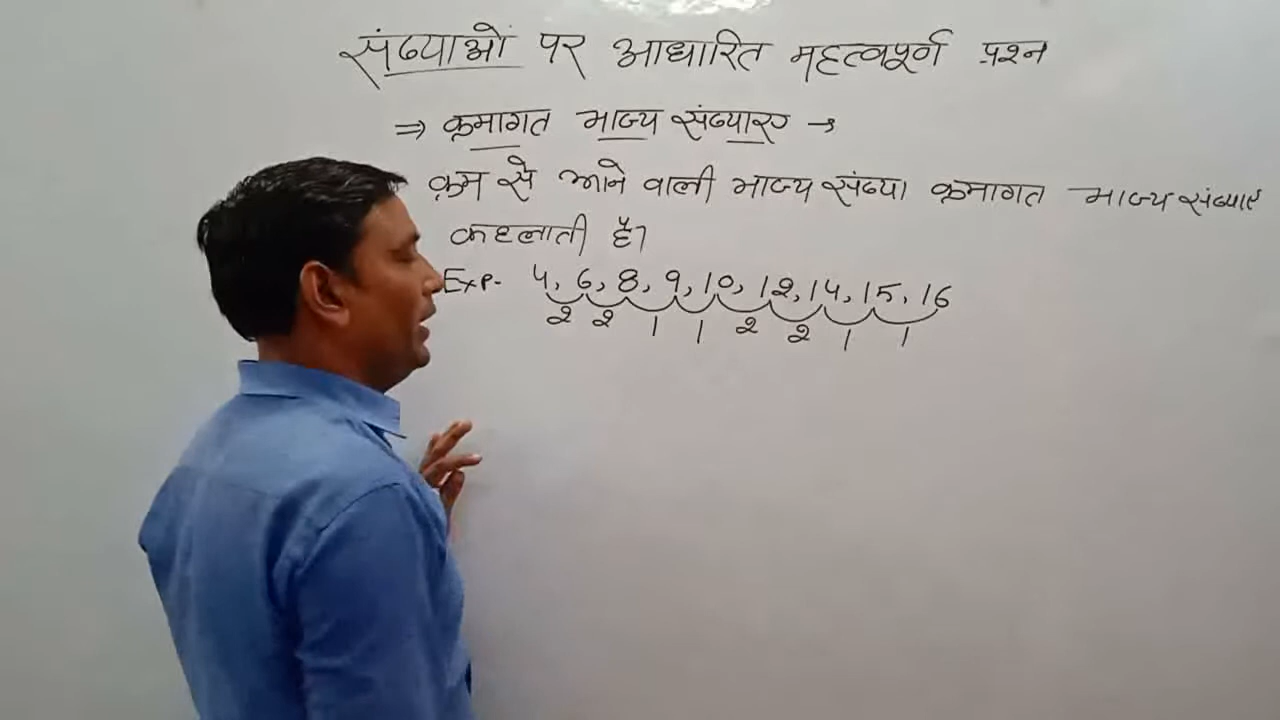 संख्याओं पर आधारित महत्वपूर्ण प्रश्न
⇒ क्रमागत भाज्य संख्याएं →
क्रम से आने वाली भाज्य संख्या क्रमागत भाज्य संख्याएं
कहलाती है।
Exp- 4, 6, 8, 9, 10, 12, 14, 15, 16
2 2 1 1 2 2 1 1